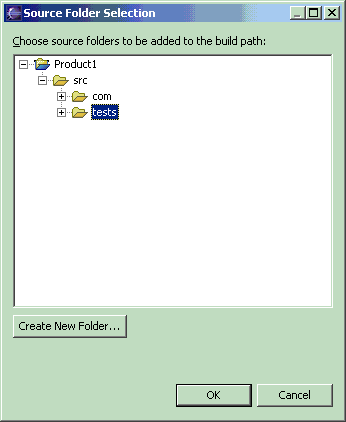 Source Folder Selection
Choose source folders to be added to the build path:
Product1
src
com
tests
Create New Folder...
OK
Cancel